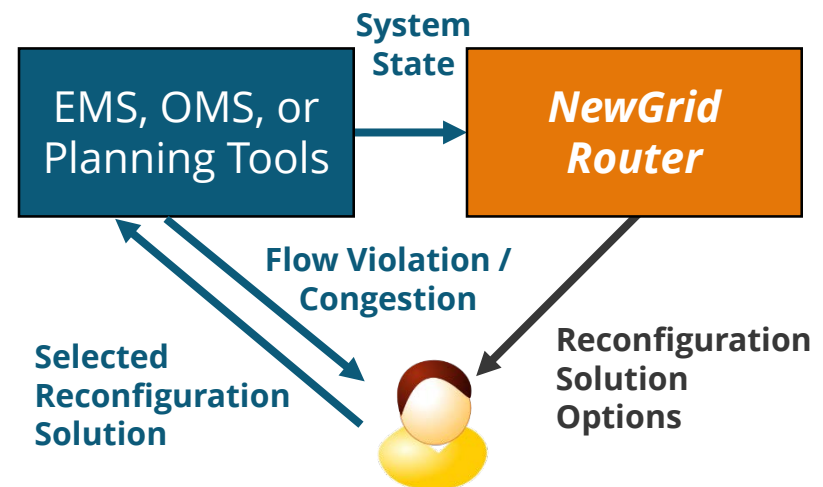 System
State
EMS, OMS, or
Planning Tools
NewGrid
Router
Flow Violation /
Congestion
Selected
Reconfiguration
Solution
Reconfiguration
Solution
Options